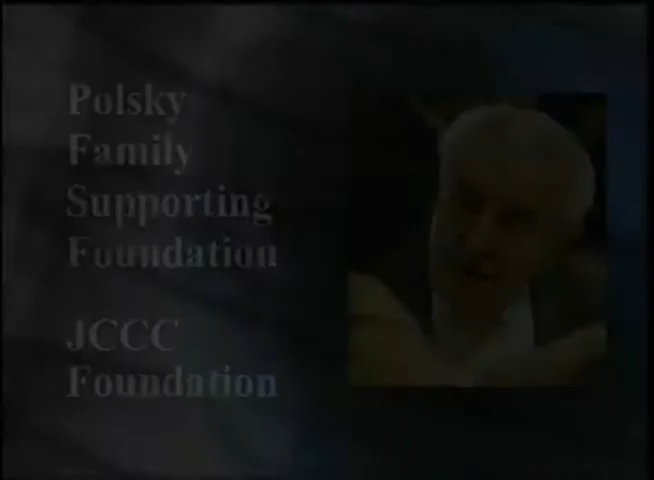 Polsky
Family
Supporting
Foundation
JCCC
Foundation